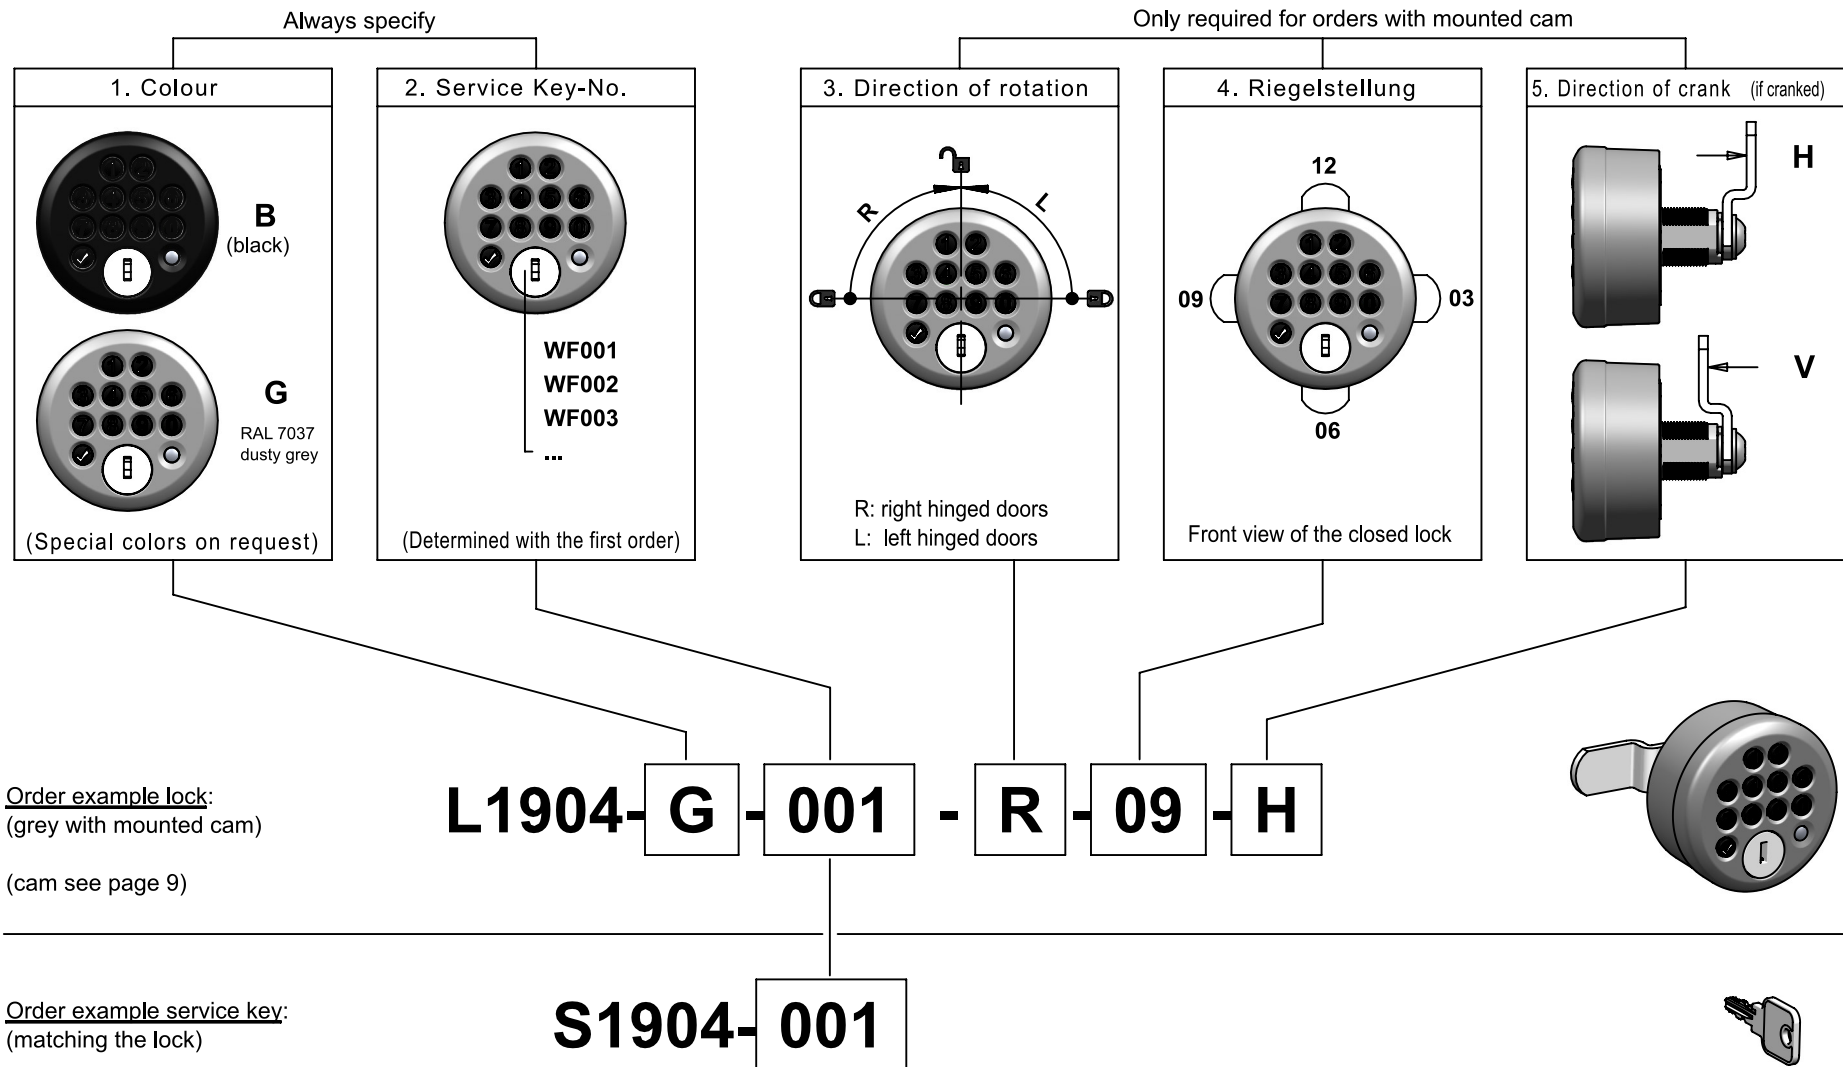 Always specify
Only required for orders with mounted cam
1. Colour
B
(black)
G
RAL 7037
dusty grey
(Special colors on request)
2. Service Key-No.
WF001
WF002
WF003
...
(Determined with the first order)
3. Direction of rotation
R
L
R: right hinged doors
L: left hinged doors
4. Riegelstellung
12
09
03
06
Front view of the closed lock
5. Direction of crank (if cranked)
H
V
Order example lock:
(grey with mounted cam)
(cam see page 9)
L1904-G-001 - R-09-H
Order example service key:
(matching the lock)
S1904-001